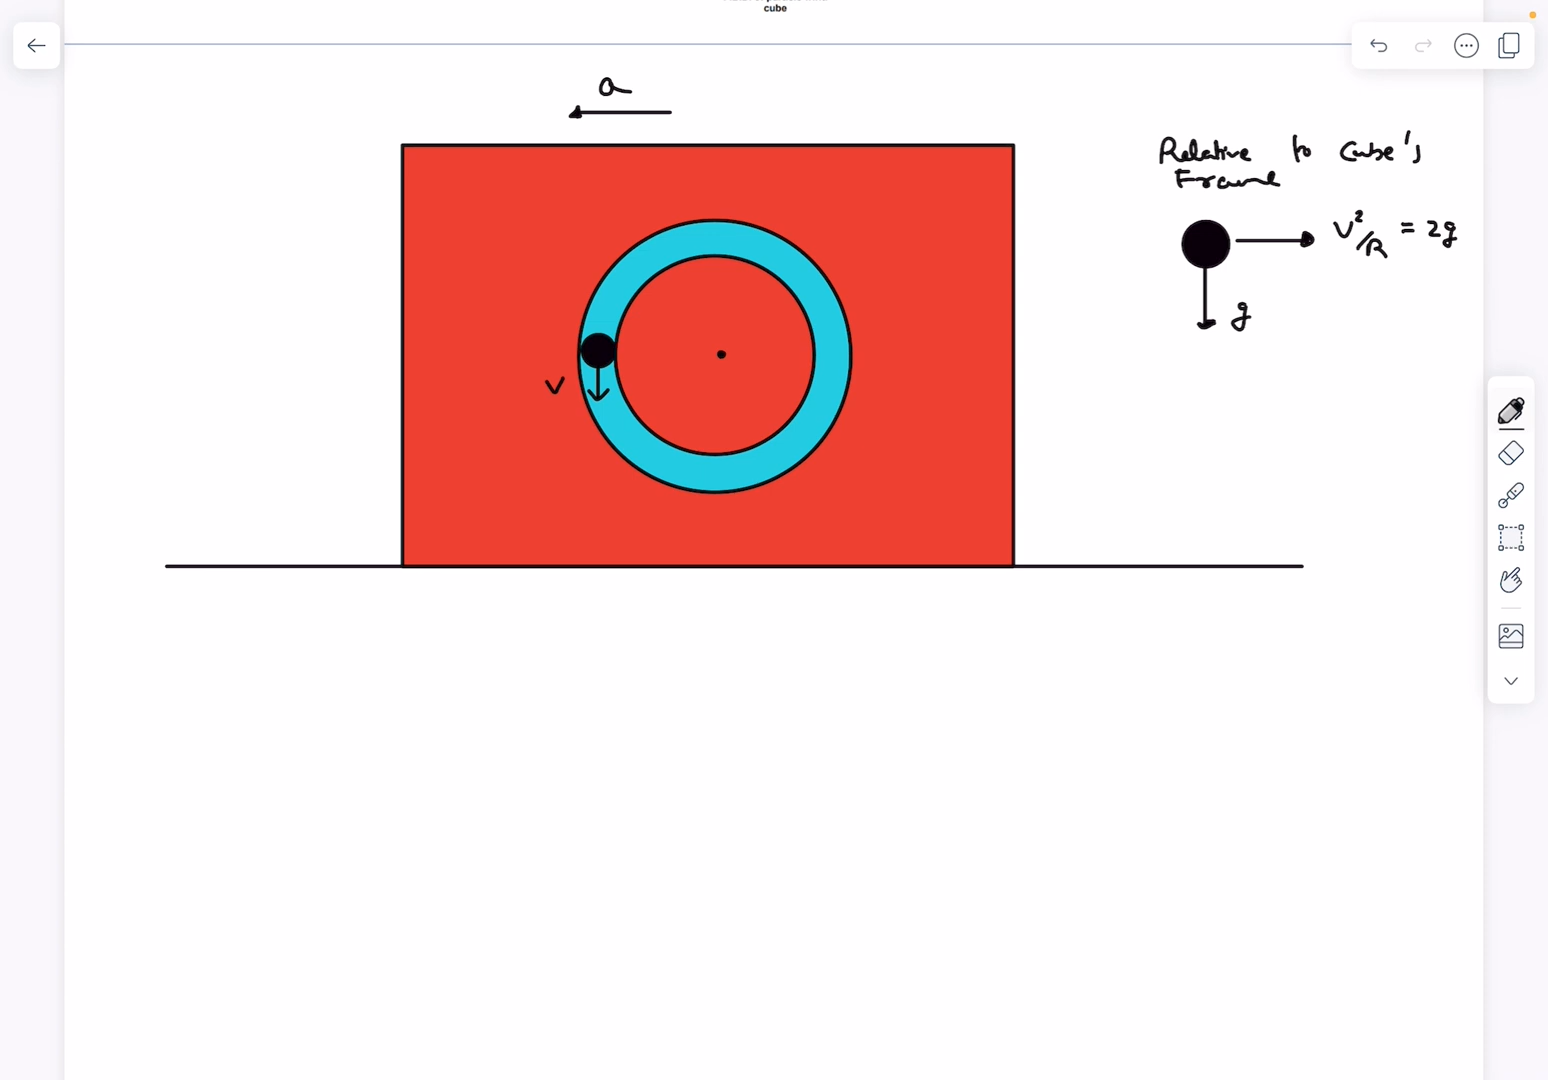 cube
a
Relative to Cube's
Frame
V²/R = 2g
g
v